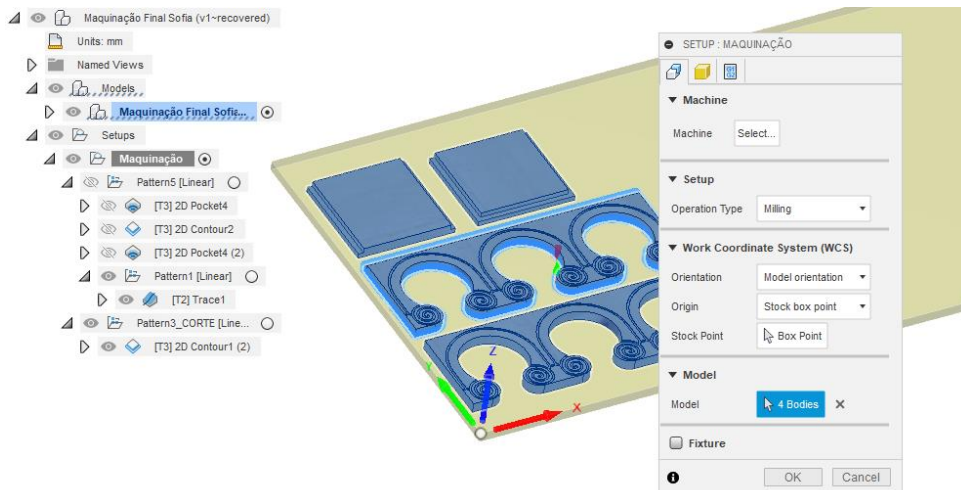 Maquinação Final Sofia (v1~recovered)
Units: mm
Named Views
Models
Maquinação Final Sofia...
Setups
Maquinação
Pattern5 [Linear]
[T3] 2D Pocket4
[T3] 2D Contour2
[T3] 2D Pocket4 (2)
Pattern1 [Linear]
[T2] Trace1
Pattern3_CORTE [Line...
[T3] 2D Contour1 (2)
Z
Y
X
SETUP : MAQUINAÇÃO
Machine
Machine Select...
Setup
Operation Type Milling
Work Coordinate System (WCS)
Orientation Model orientation
Origin Stock box point
Stock Point Box Point
Model
Model 4 Bodies
Fixture
OK Cancel